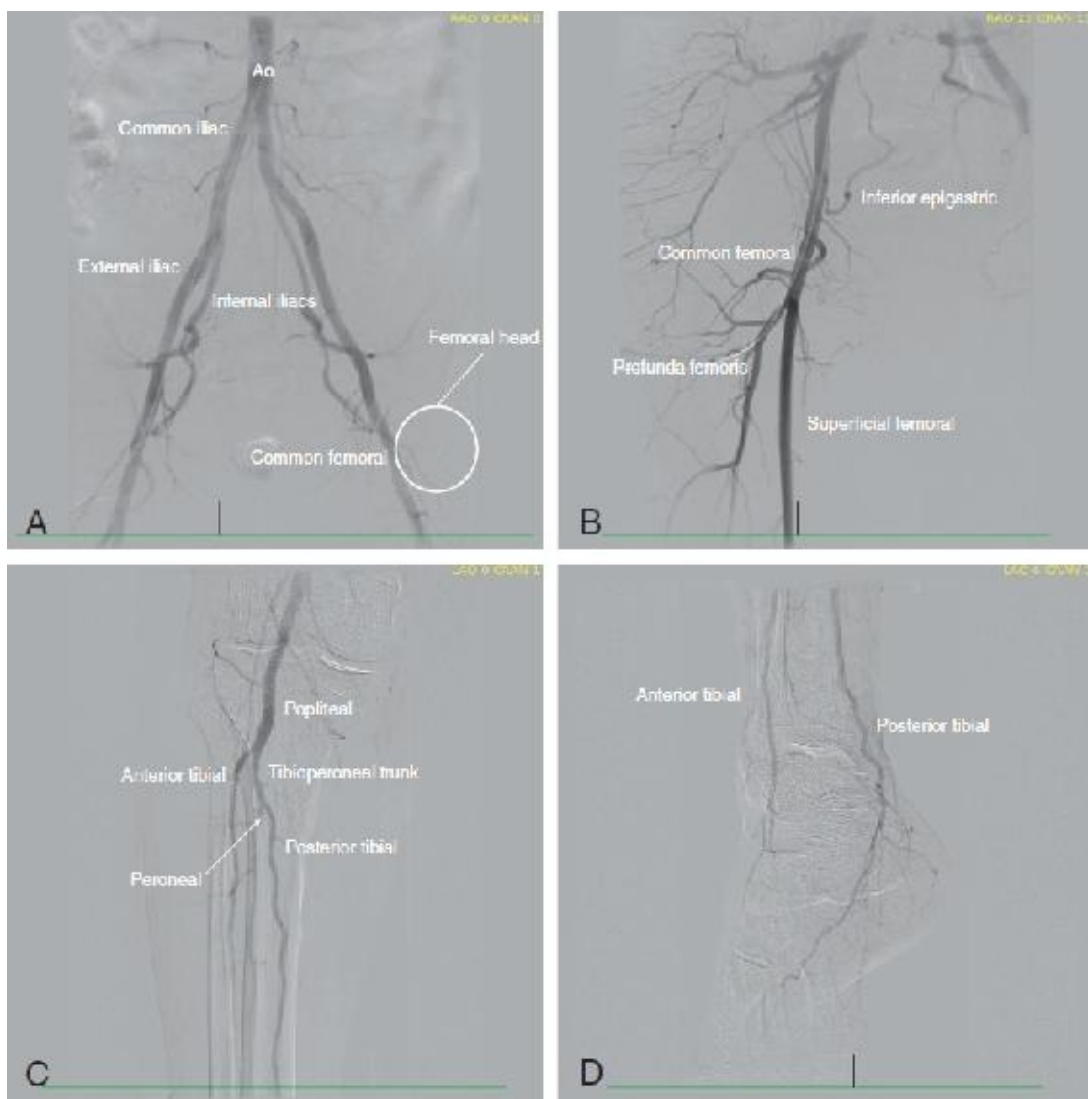 Ao
Common iliac
External iliac
Internal iliacs
Femoral head
Common femoral
A
Inferior epigastric
Common femoral
Profunda femoris
Superficial femoral
B
Popliteal
Anterior tibial
Tibioperoneal trunk
Posterior tibial
Peroneal
C
Anterior tibial
Posterior tibial
D